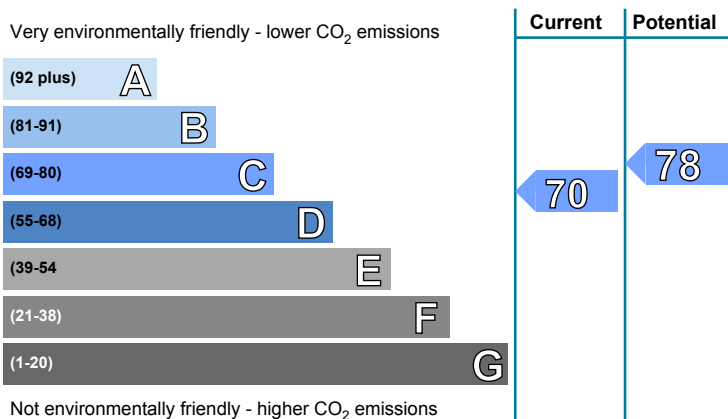 Current Potential
Very environmentally friendly - lower CO2 emissions
(92 plus) A
(81-91) B
(69-80) C
78
70
(55-68) D
(39-54 E
(21-38) F
(1-20) G
Not environmentally friendly - higher CO2 emissions